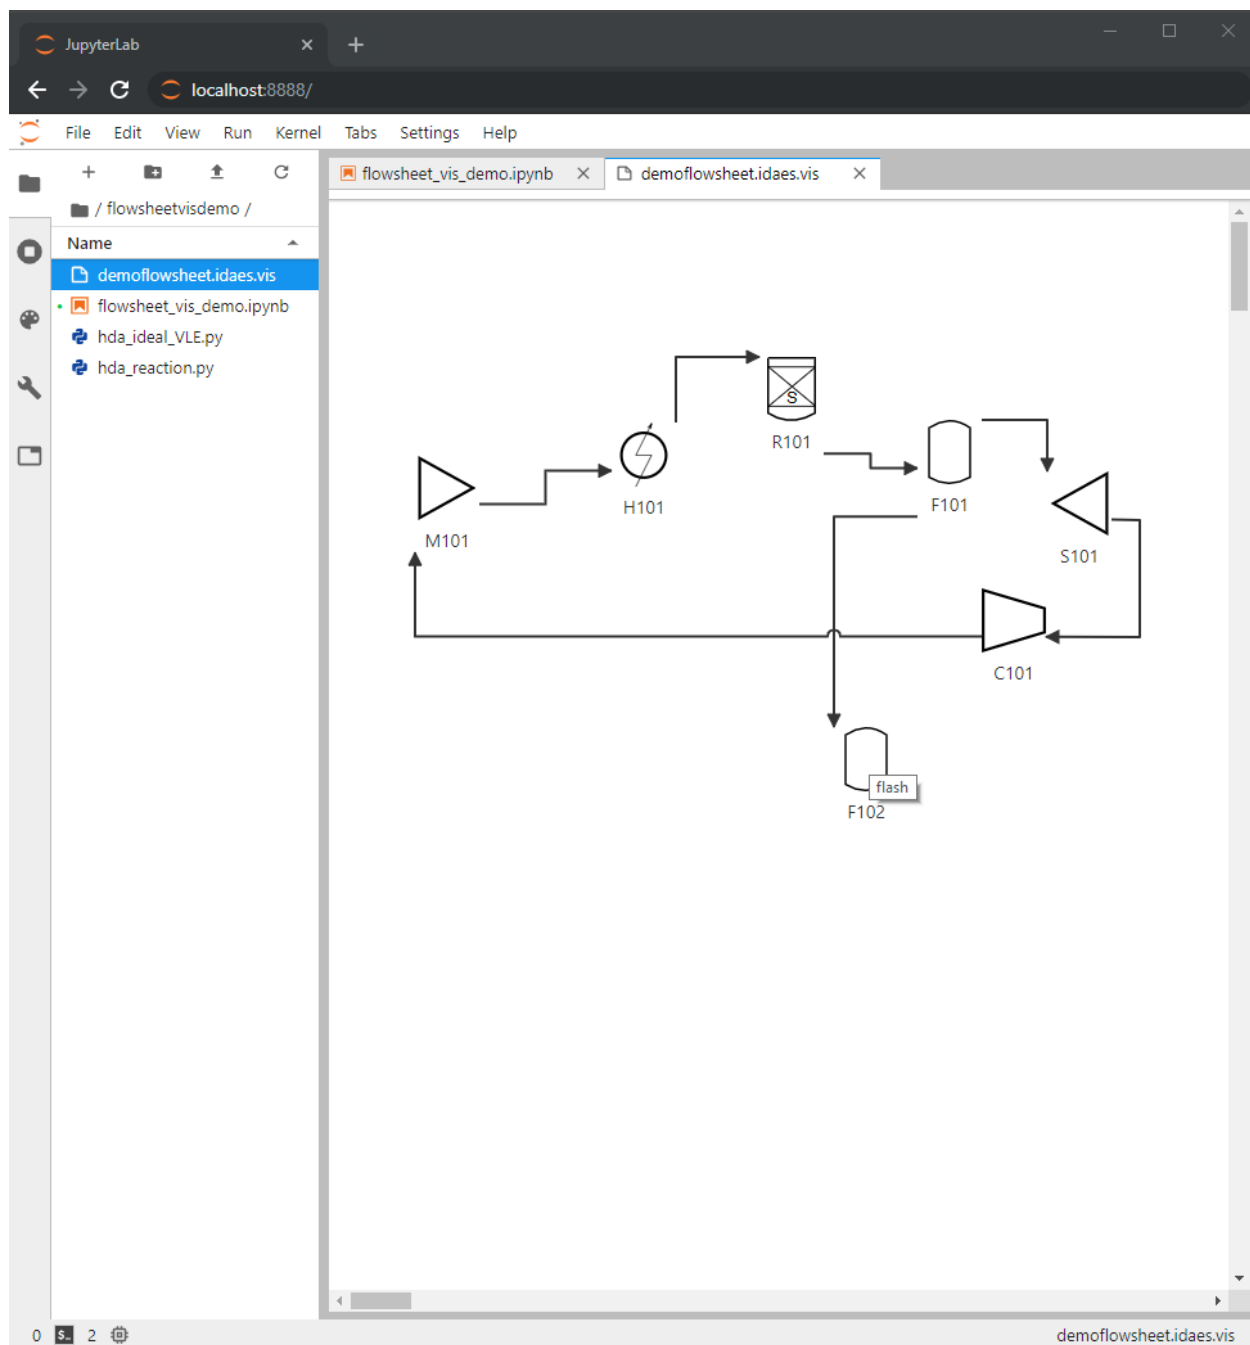 JupyterLab
localhost:8888/
File Edit View Run Kernel Tabs Settings Help
flowsheet_vis_demo.ipynb demoflowsheet.idaes.vis
/ flowsheetvisdemo /
Name
demoflowsheet.idaes.vis
flowsheet_vis_demo.ipynb
hda_ideal_VLE.py
hda_reaction.py
S
R101
H101
F101
M101
S101
C101
flash
F102
0 $_ 2
demoflowsheet.idaes.vis